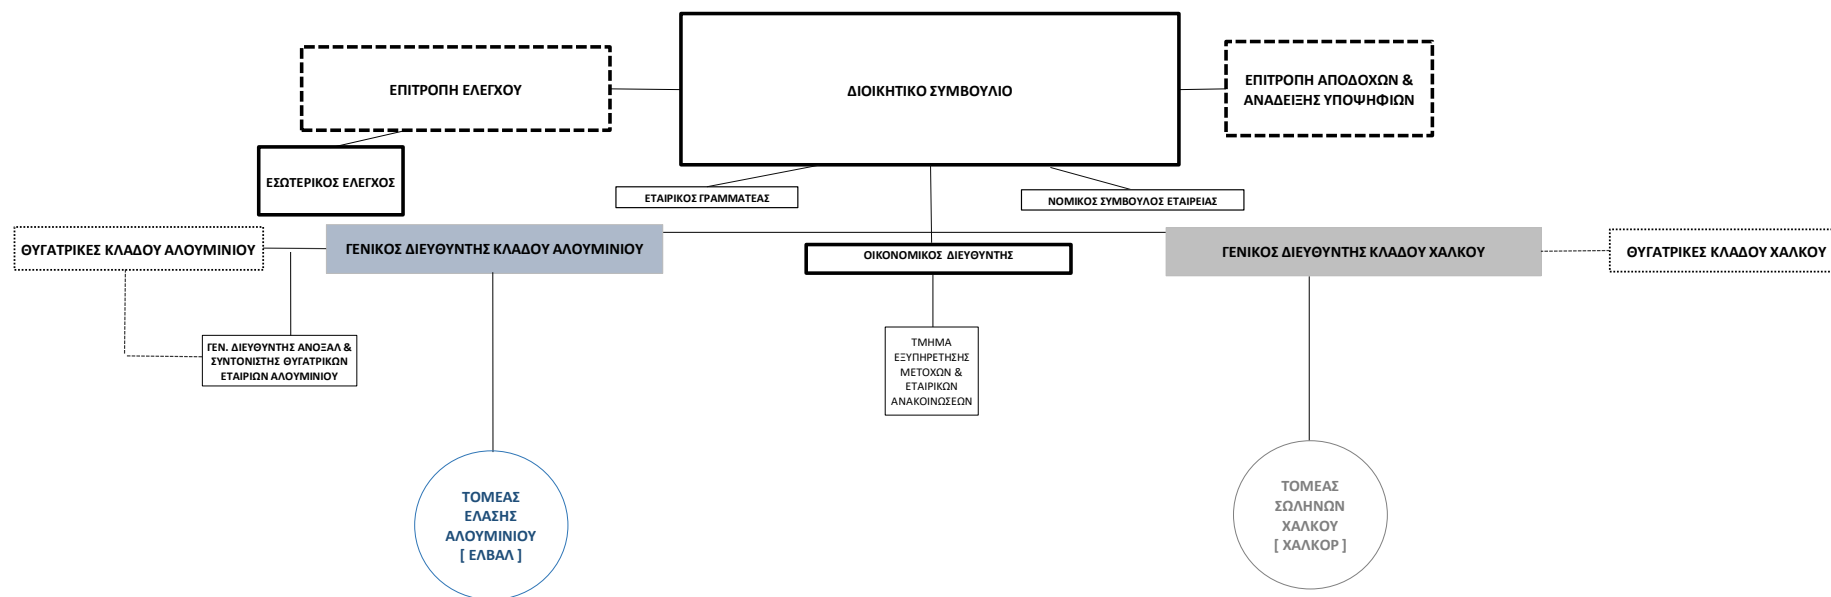 ΕΠΙΤΡΟΠΗ ΕΛΕΓΧΟΥ
ΔΙΟΙΚΗΤΙΚΟ ΣΥΜΒΟΥΛΙΟ
ΕΠΙΤΡΟΠΗ ΑΠΟΔΟΧΩΝ &
ΑΝΑΔΕΙΞΗΣ ΥΠΟΨΗΦΙΩΝ
ΕΣΩΤΕΡΙΚΟΣ ΕΛΕΓΧΟΣ
ΕΤΑΙΡΙΚΟΣ ΓΡΑΜΜΑΤΕΑΣ
ΝΟΜΙΚΟΣ ΣΥΜΒΟΥΛΟΣ ΕΤΑΙΡΕΙΑΣ
ΘΥΓΑΤΡΙΚΕΣ ΚΛΑΔΟΥ ΑΛΟΥΜΙΝΙΟΥ
ΓΕΝΙΚΟΣ ΔΙΕΥΘΥΝΤΗΣ ΚΛΑΔΟΥ ΑΛΟΥΜΙΝΙΟΥ
ΟΙΚΟΝΟΜΙΚΟΣ ΔΙΕΥΘΥΝΤΗΣ
ΓΕΝΙΚΟΣ ΔΙΕΥΘΥΝΤΗΣ ΚΛΑΔΟΥ ΧΑΛΚΟΥ
ΘΥΓΑΤΡΙΚΕΣ ΚΛΑΔΟΥ ΧΑΛΚΟΥ
ΓΕΝ. ΔΙΕΥΘΥΝΤΗΣ ΑΝΟΞΑΛ &
ΣΥΝΤΟΝΙΣΤΗΣ ΘΥΓΑΤΡΙΚΩΝ
ΕΤΑΙΡΙΩΝ ΑΛΟΥΜΙΝΙΟΥ
ΤΜΗΜΑ
ΕΞΥΠΗΡΕΤΗΣΗΣ
ΜΕΤΟΧΩΝ &
ΕΤΑΙΡΙΚΩΝ
ΑΝΑΚΟΙΝΩΣΕΩΝ
ΤΟΜΕΑΣ
ΕΛΑΣΗΣ
ΑΛΟΥΜΙΝΙΟΥ
[ ΕΛΒΑΛ ]
ΤΟΜΕΑΣ
ΣΩΛΗΝΩΝ
ΧΑΛΚΟΥ
[ ΧΑΛΚΟΡ ]